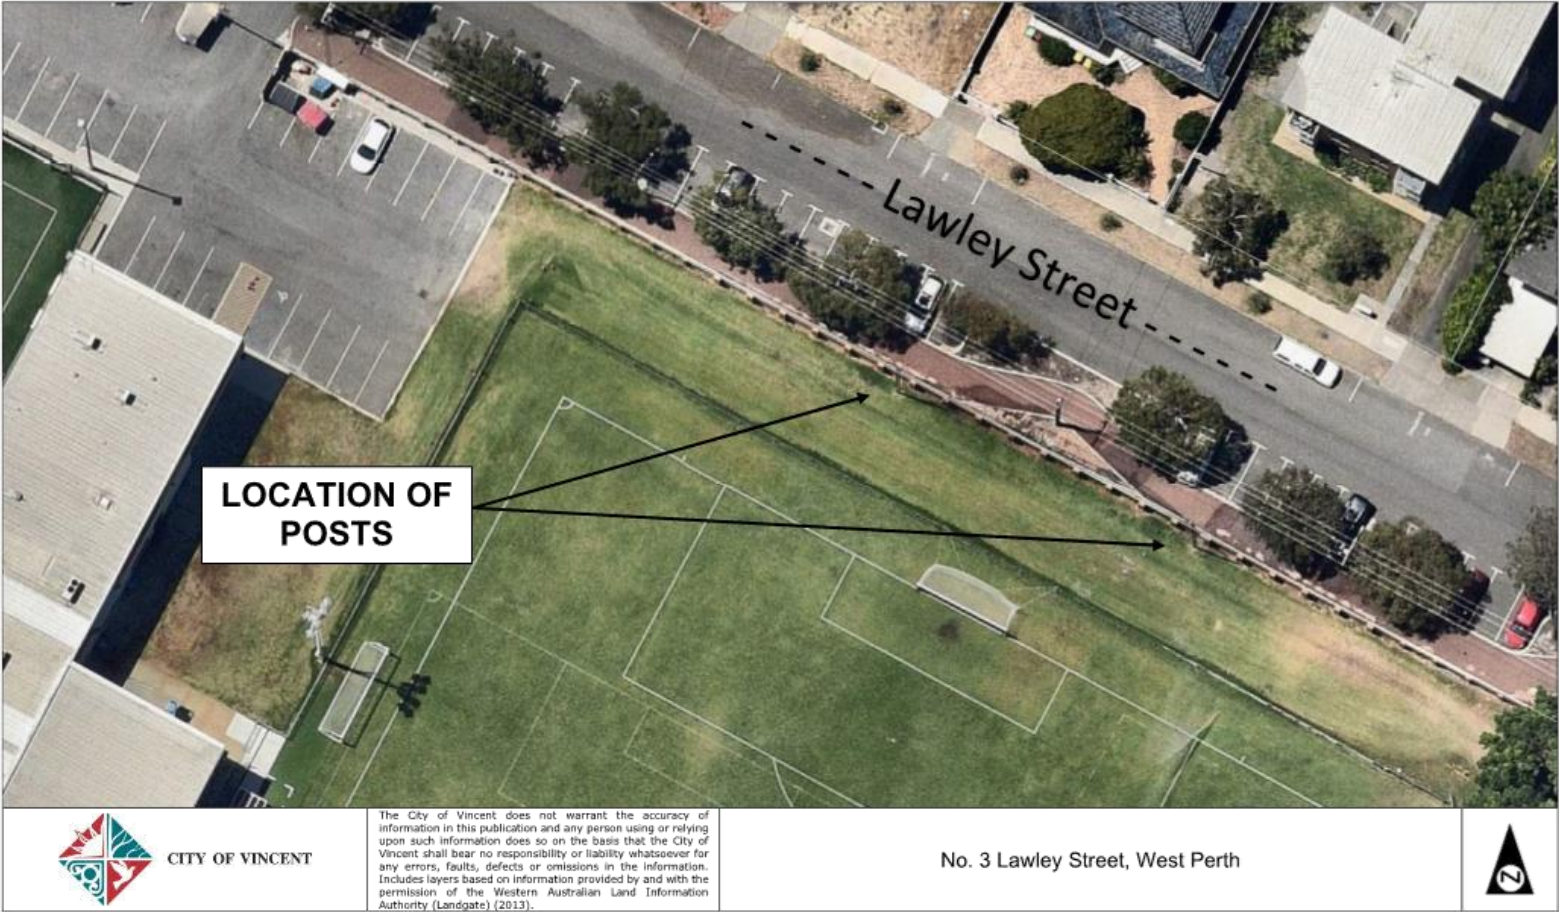 Lawley Street
LOCATION OF
POSTS
CITY OF VINCENT
The City of Vincent does not warrant the accuracy of
information in this publication and any person using or relying
upon such information does so on the basis that the City of
Vincent shall bear no responsibility or liability whatsoever for
any errors, faults, defects or omissions in the information.
Includes layers based on information provided by and with the
permission of the Western Australian Land Information
Authority (Landgate) (2013).
No. 3 Lawley Street, West Perth
N